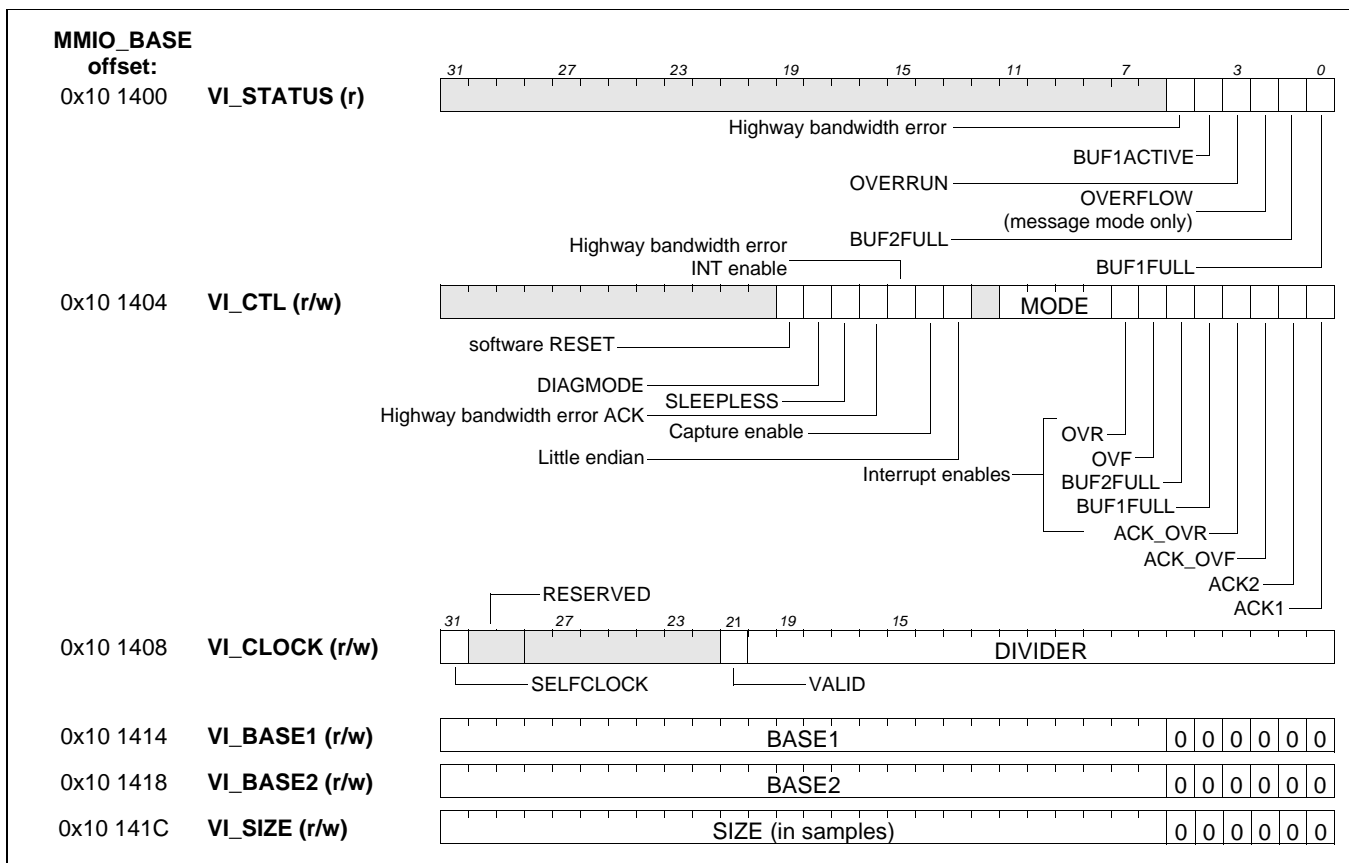 MMIO_BASE
offset:
31 27 23 19 15 11 7 3 0
0x10 1400 VI_STATUS (r)
Highway bandwidth error
BUF1ACTIVE
OVERRUN
OVERFLOW
(message mode only)
BUF2FULL
Highway bandwidth error
INT enable
BUF1FULL
0x10 1404 VI_CTL (r/w) MODE
software RESET
DIAGMODE
SLEEPLESS
Highway bandwidth error ACK
Capture enable
Little endian
Interrupt enables
OVR
OVF
BUF2FULL
BUF1FULL
ACK_OVR
ACK_OVF
ACK2
ACK1
RESERVED
31 27 23 21 19 15
0x10 1408 VI_CLOCK (r/w) DIVIDER
SELFCLOCK VALID
0x10 1414 VI_BASE1 (r/w) BASE1 0 0 0 0 0 0
0x10 1418 VI_BASE2 (r/w) BASE2 0 0 0 0 0 0
0x10 141C VI_SIZE (r/w) SIZE (in samples) 0 0 0 0 0 0